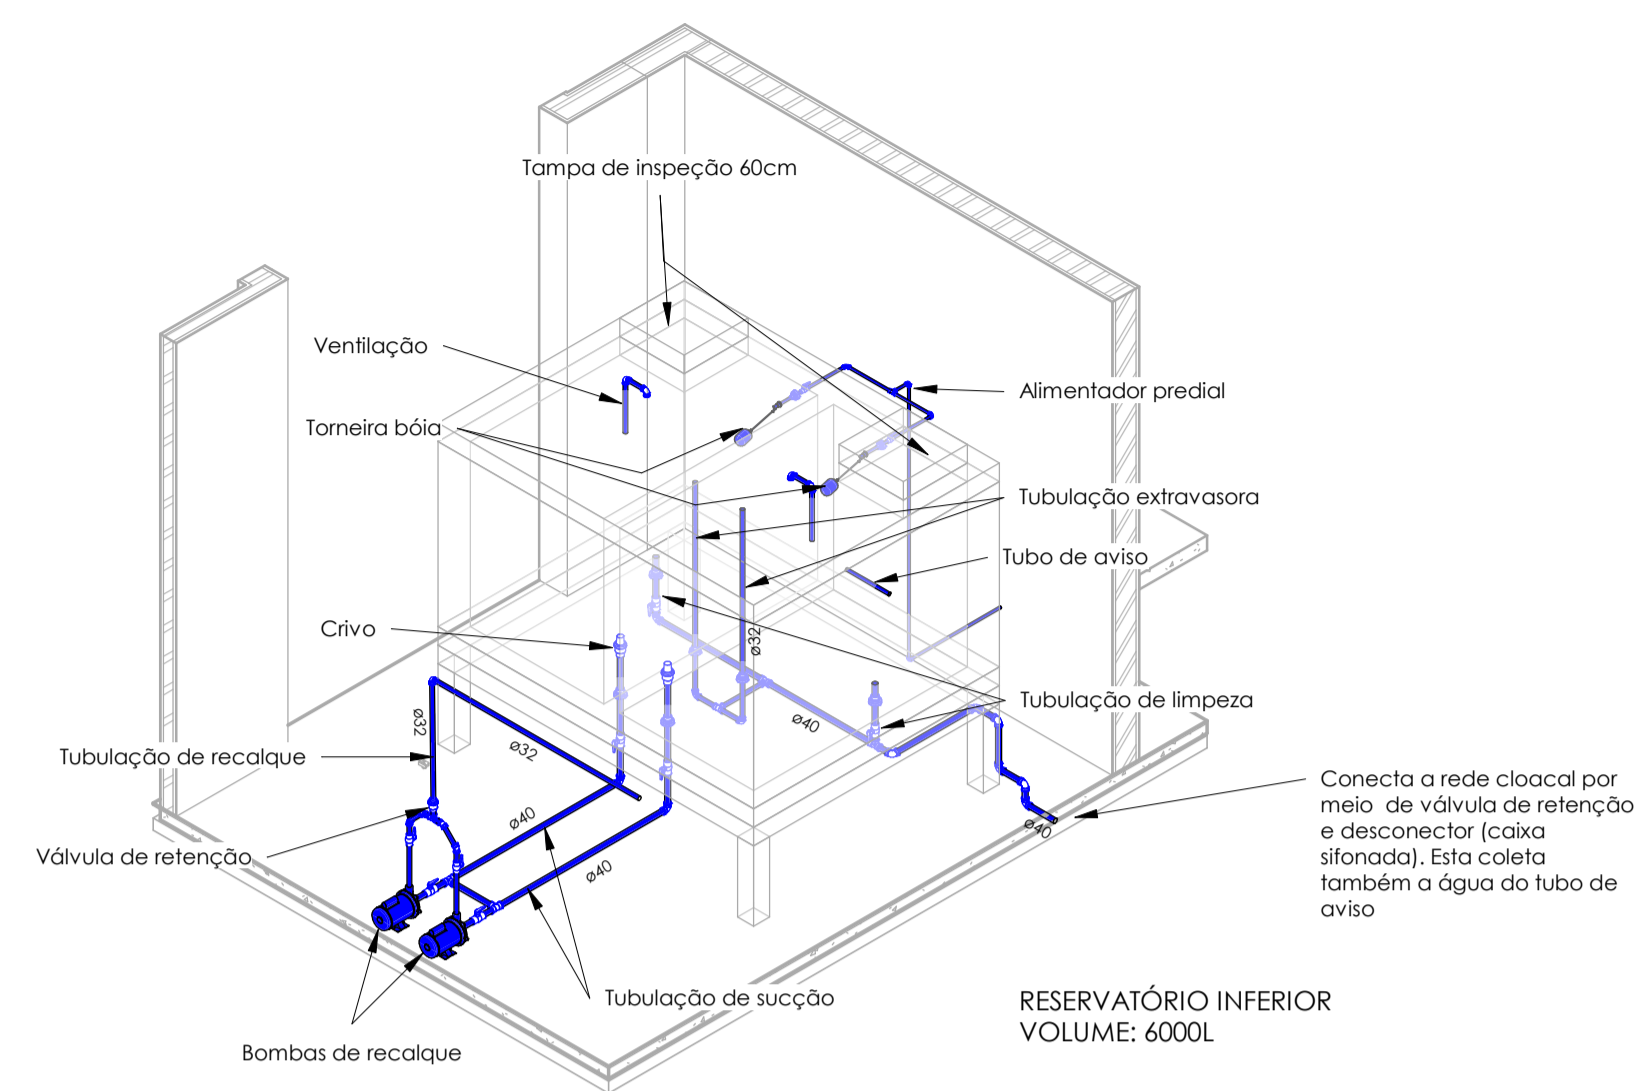 Tampa de inspeção 60cm
Ventilação
Alimentador predial
Torneira bóia
Tubulação extravasora
Tubo de aviso
Crivo
ø32
Tubulação de limpeza
ø32
ø32
ø40
Tubulação de recalque
Conecta a rede cloacal por
meio de válvula de retenção
e desconector (caixa
sifonada). Esta coleta
também a água do tubo de
aviso
ø40
ø40
Válvula de retenção
ø40
Tubulação de sucção
Bombas de recalque
RESERVATÓRIO INFERIOR
VOLUME: 6000L